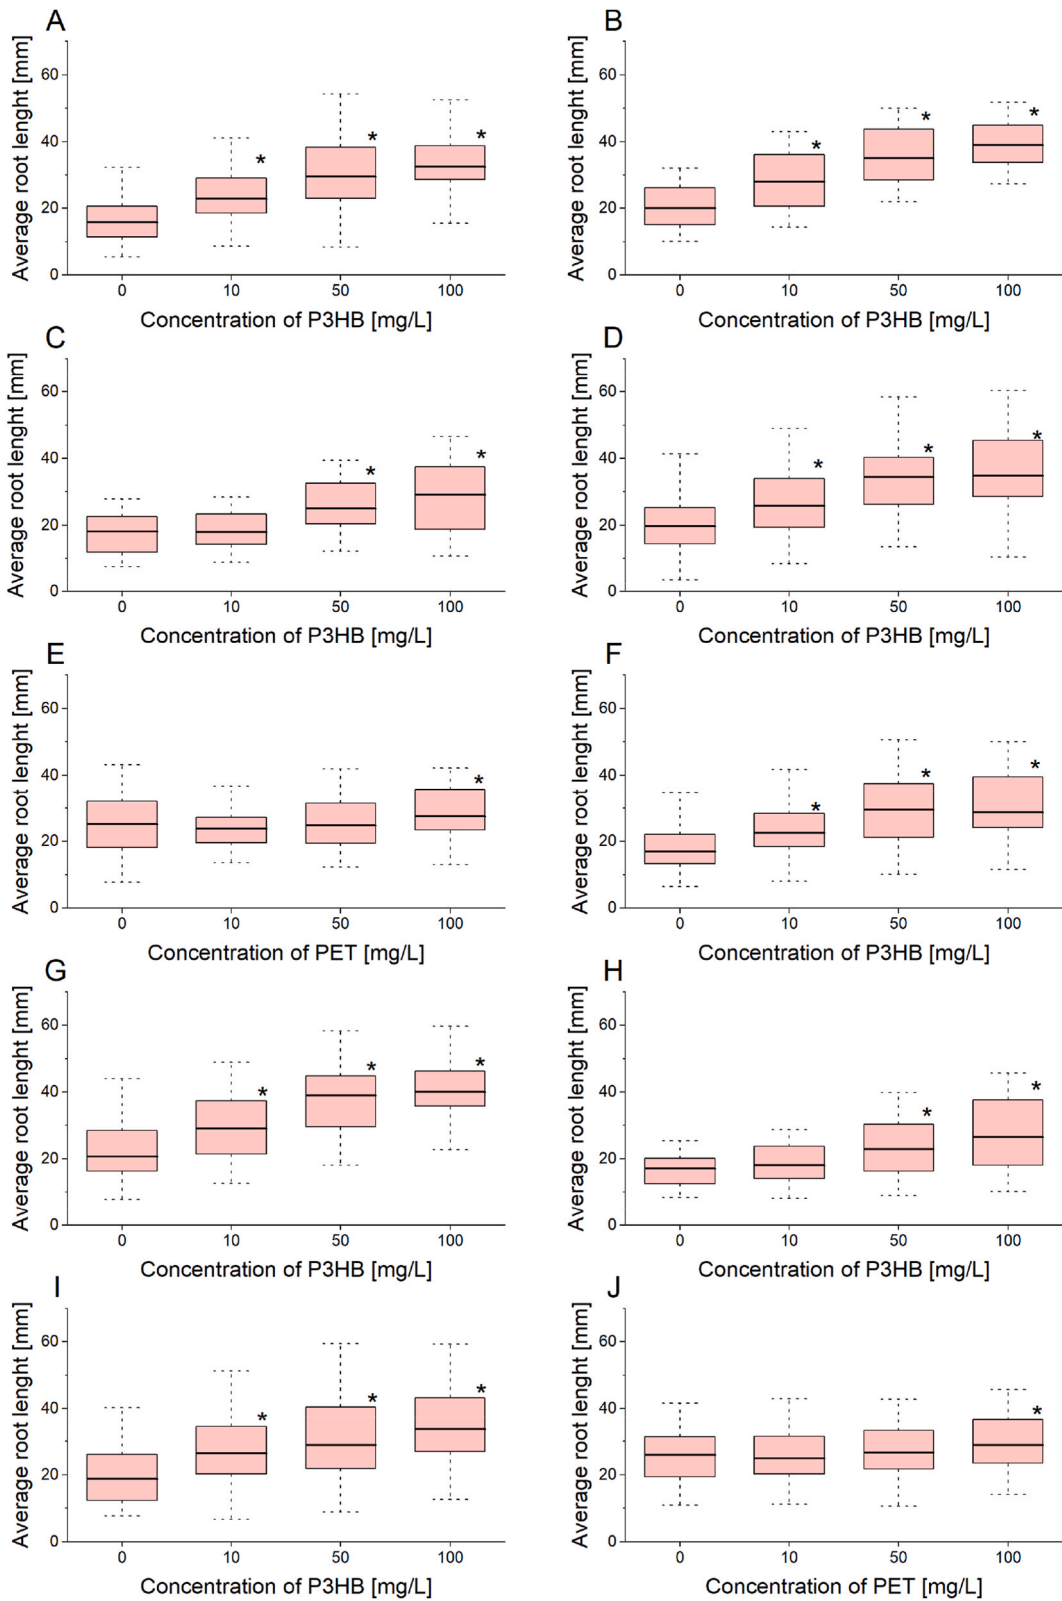 A
Average root lenght [mm]
60
40
20
0
* * *
0 10 50 100
Concentration of P3HB [mg/L]
B
Average root lenght [mm]
60
40
20
0
* * *
0 10 50 100
Concentration of P3HB [mg/L]
C
Average root lenght [mm]
60
40
20
0
* *
0 10 50 100
Concentration of P3HB [mg/L]
D
Average root lenght [mm]
60
40
20
0
* * *
0 10 50 100
Concentration of P3HB [mg/L]
E
Average root lenght [mm]
60
40
20
0
*
0 10 50 100
Concentration of PET [mg/L]
F
Average root lenght [mm]
60
40
20
0
* * *
0 10 50 100
Concentration of P3HB [mg/L]
G
Average root lenght [mm]
60
40
20
0
* * *
0 10 50 100
Concentration of P3HB [mg/L]
H
Average root lenght [mm]
60
40
20
0
* *
0 10 50 100
Concentration of P3HB [mg/L]
I
Average root lenght [mm]
60
40
20
0
* * *
0 10 50 100
Concentration of P3HB [mg/L]
J
Average root lenght [mm]
60
40
20
0
*
0 10 50 100
Concentration of PET [mg/L]